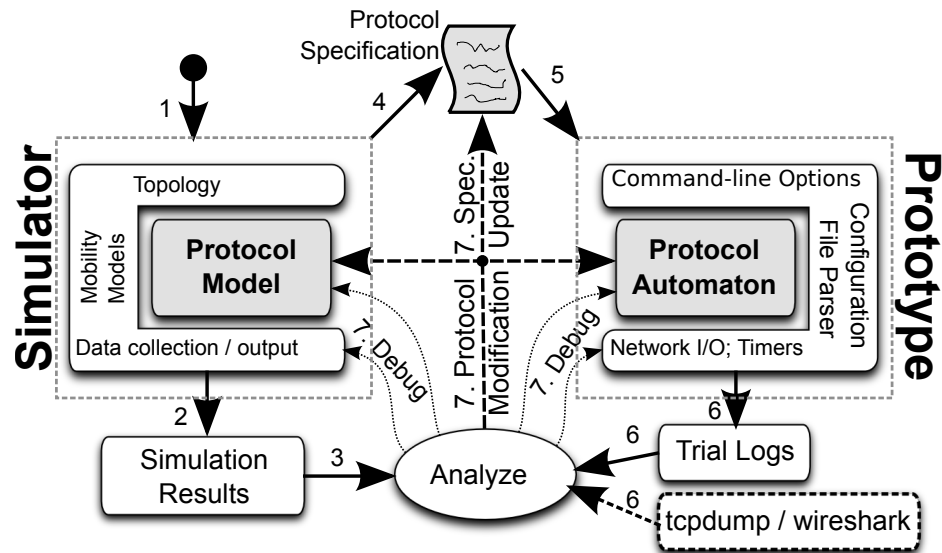 Protocol
Specification
1
4
5
Simulator
Topology
Mobility
Models
Protocol
Model
Data collection / output
7. Spec.
Update
7. Protocol
Modification
7. Debug
7. Debug
Prototype
Command-line Options
Configuration
File Parser
Protocol
Automaton
Network I/O; Timers
2
Simulation
Results
3
Analyze
6
6
Trial Logs
6
tcpdump / wireshark